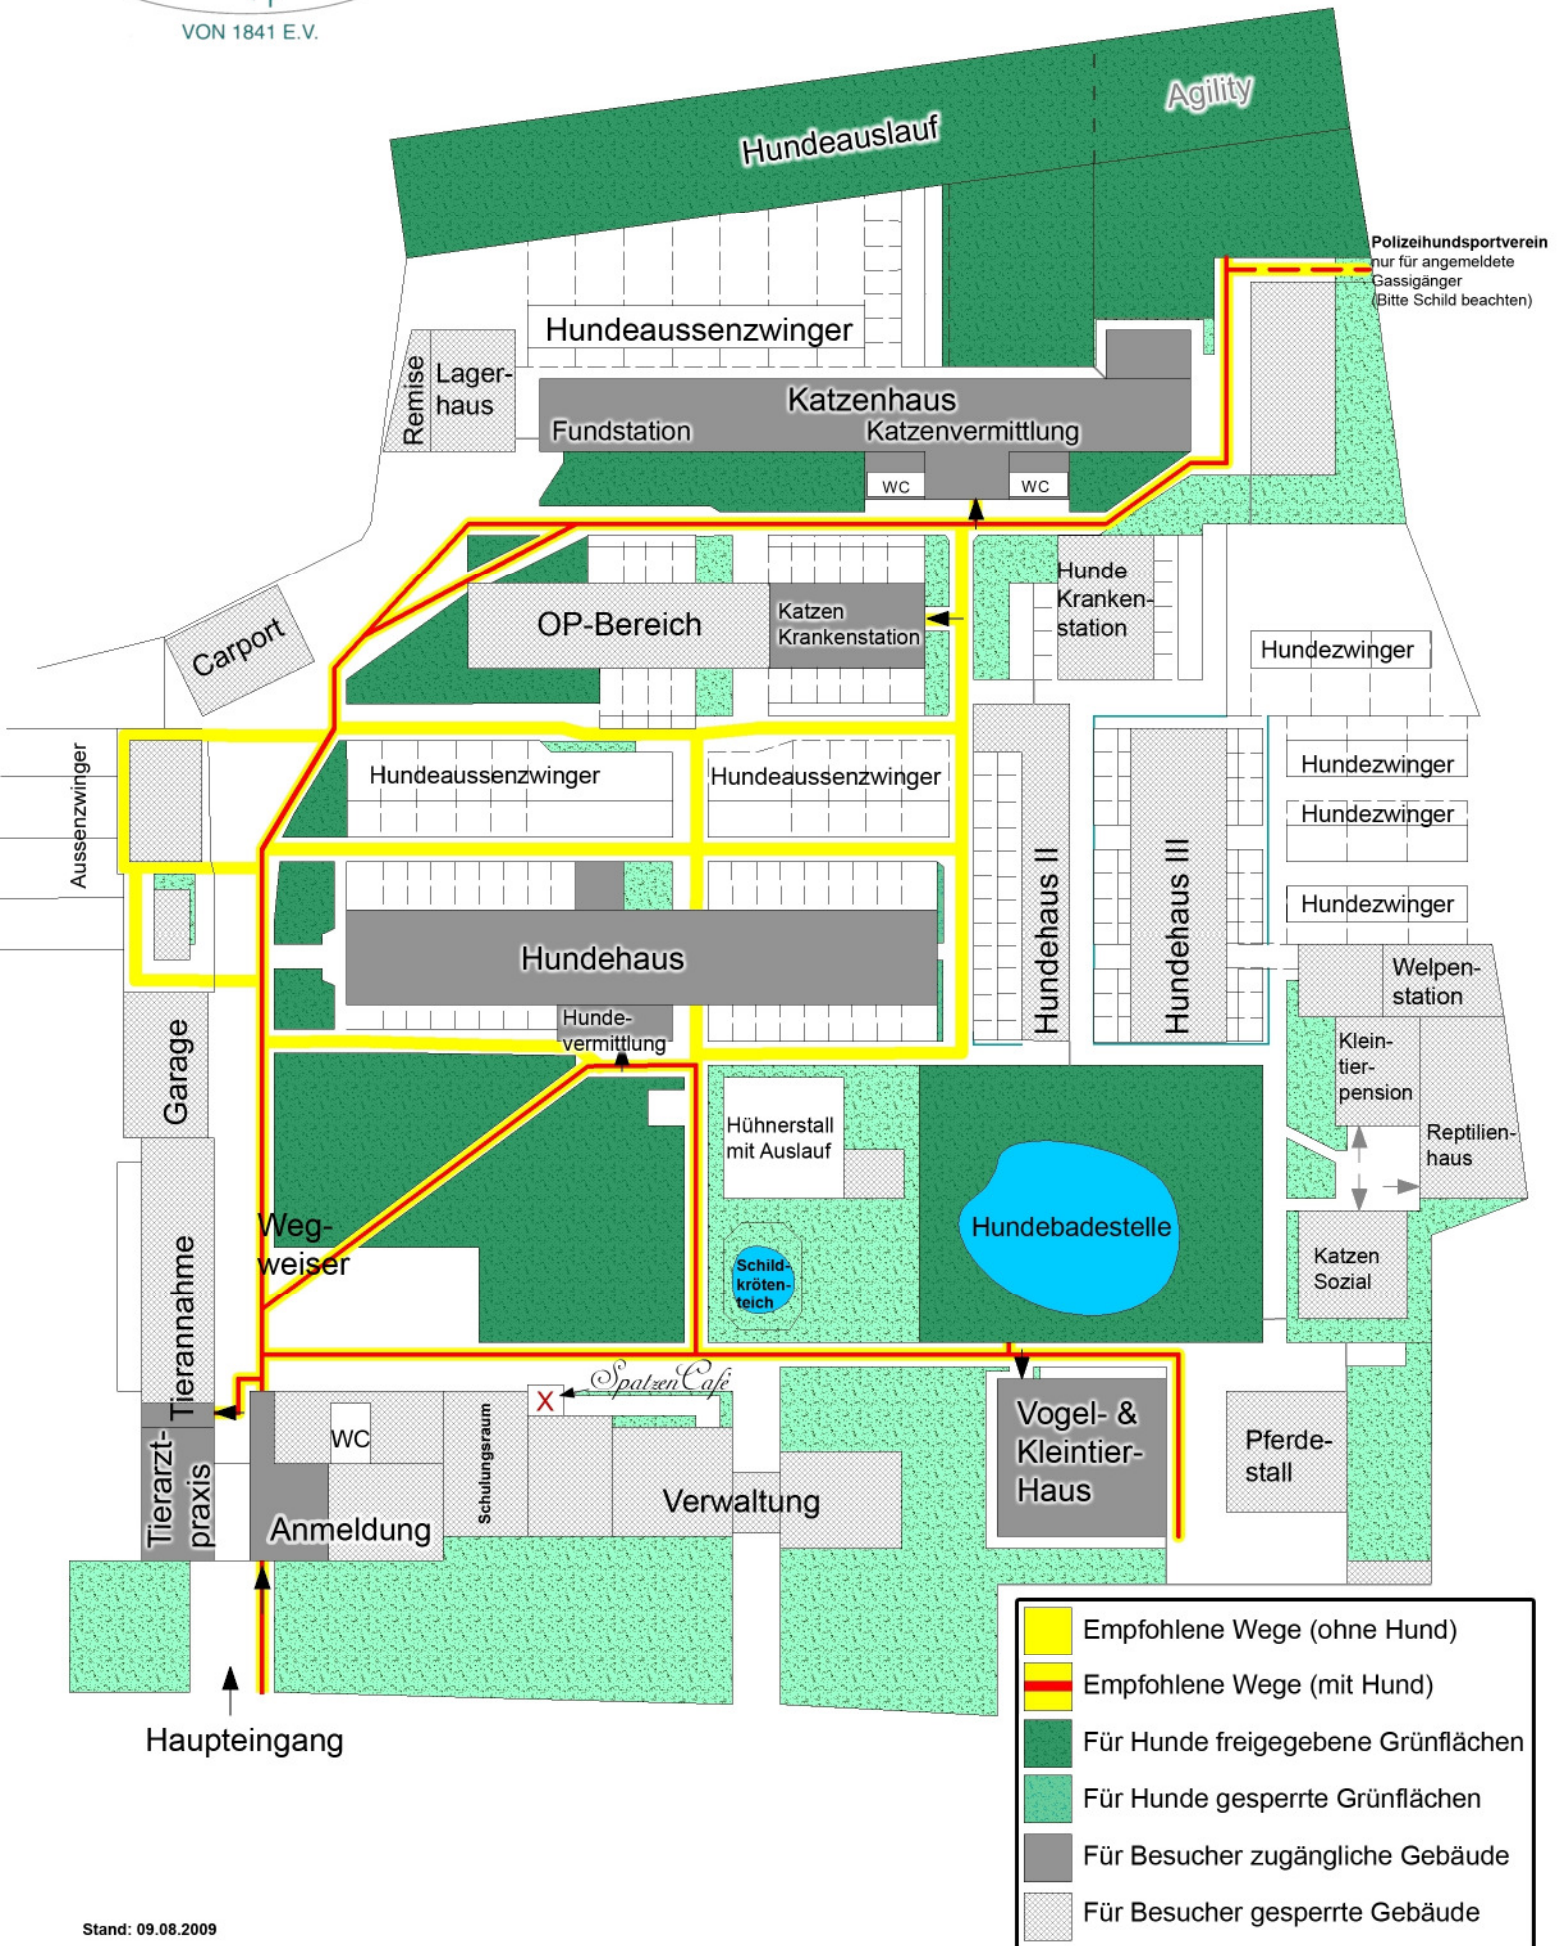 VON 1841 E.V.
Agility
Hundeauslauf
Polizeihundsportverein
nur für angemeldete
Gassigänger
(Bitte Schild beachten)
Hundeaussenzwinger
Remise
Lager-
haus
Katzenhaus
Fundstation
Katzenvermittlung
WC
WC
Carport
OP-Bereich
Katzen
Krankenstation
Hunde
Kranken-
station
Hundezwinger
Aussenzwinger
Hundeaussenzwinger
Hundeaussenzwinger
Hundezwinger
Hundezwinger
Hundezwinger
Hundehaus II
Hundehaus III
Hundehaus
Hunde-
vermittlung
Welpen-
station
Klein-
tier-
pension
Reptilien-
haus
Garage
Hühnerstall
mit Auslauf
Weg-
weiser
Hundebadestelle
Schild-
kröten-
teich
Katzen
Sozial
Tierannahme
SpatzenCafé
X
WC
Schulungsraum
Tierarzt-
praxis
Anmeldung
Verwaltung
Vogel- &
Kleintier-
Haus
Pferde-
stall
Haupteingang
Empfohlene Wege (ohne Hund)
Empfohlene Wege (mit Hund)
Für Hunde freigegebene Grünflächen
Für Hunde gesperrte Grünflächen
Für Besucher zugängliche Gebäude
Für Besucher gesperrte Gebäude
Stand: 09.08.2009